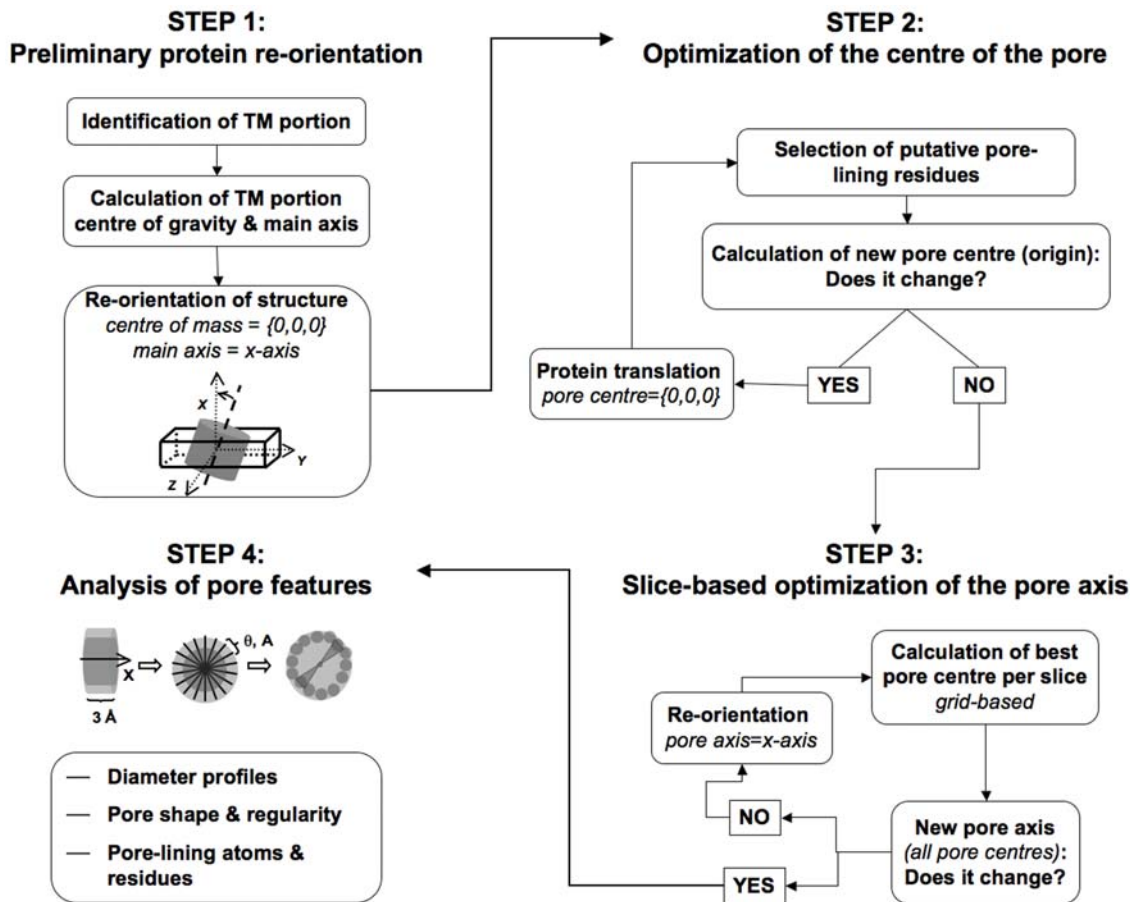 STEP 1:
Preliminary protein re-orientation
Identification of TM portion
Calculation of TM portion
centre of gravity & main axis
Re-orientation of structure
centre of mass = {0,0,0}
main axis = x-axis
X
Y
Z
STEP 2:
Optimization of the centre of the pore
Selection of putative pore-
lining residues
Calculation of new pore centre (origin):
Does it change?
YES
NO
Protein translation
pore centre={0,0,0}
STEP 3:
Slice-based optimization of the pore axis
Calculation of best
pore centre per slice
grid-based
Re-orientation
pore axis=x-axis
NO
YES
New pore axis
(all pore centres):
Does it change?
STEP 4:
Analysis of pore features
X
3 Å
θ, A
— Diameter profiles
— Pore shape & regularity
— Pore-lining atoms &
residues